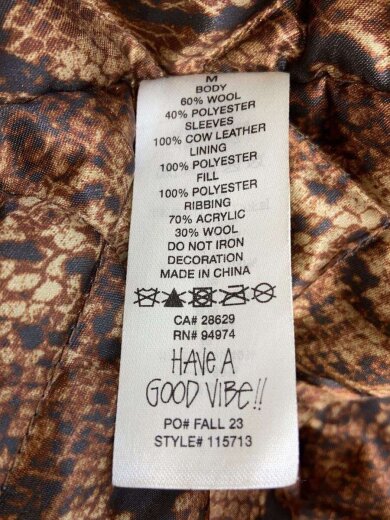 M
BODY
60% WOOL
40% POLYESTER
SLEEVES
100% COW LEATHER
LINING
100% POLYESTER
FILL
100% POLYESTER
RIBBING
70% ACRYLIC
30% WOOL
DO NOT IRON
DECORATION
MADE IN CHINA
CA# 28629
RN# 94974
HAVE A
GOOD VIBE!!
PO# FALL 23
STYLE# 115713